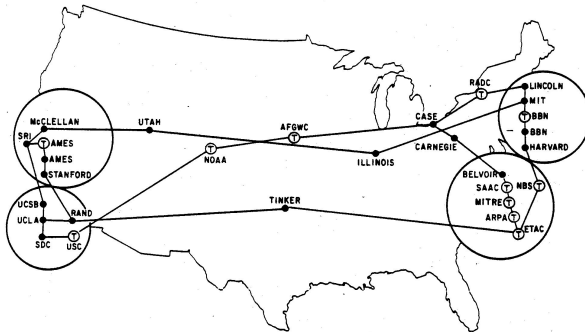 RADC
LINCOLN
MIT
T BBN
BBN
HARVARD
McCLELLAN
UTAH
AFGWC
CASE
T
T
SRI
T AMES
AMES
STANFORD
T
NOAA
ILLINOIS
CARNEGIE
BELVOIR
SAAC T
T NBS
MITRE T
ARPA T
T ETAC
UCSB
UCLA
RAND
TINKER
SDC
T
USC